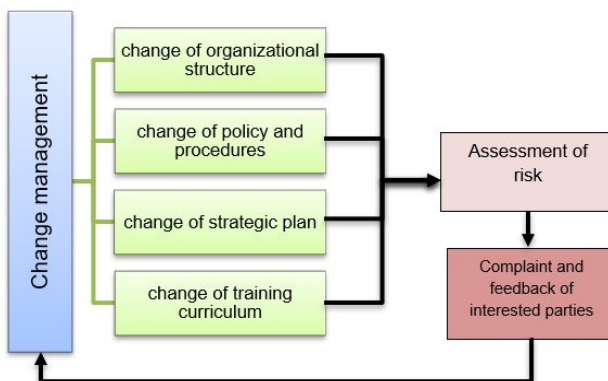 Change management
change of organizational
structure
change of policy and
procedures
change of strategic plan
change of training
curriculum
Assessment of
risk
Complaint and
feedback of
interested parties